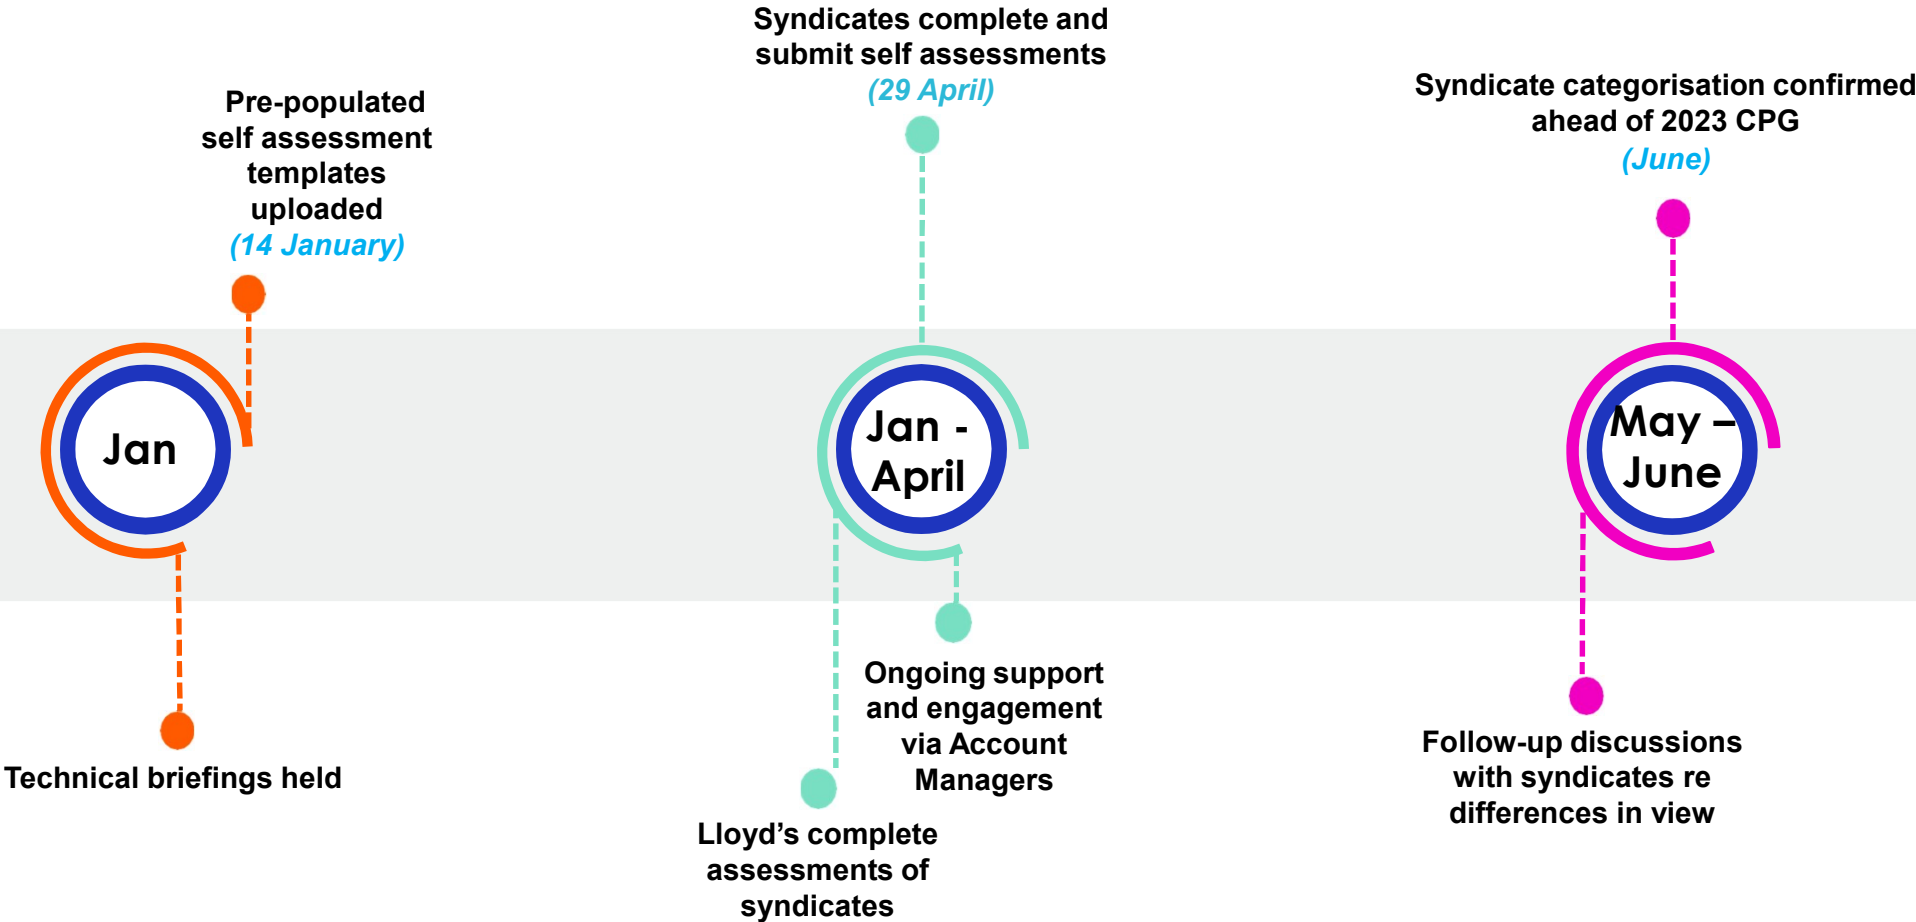 Pre-populated
self assessment
templates
uploaded
(14 January)
Jan
Technical briefings held
Syndicates complete and
submit self assessments
(29 April)
Jan -
April
Ongoing support
and engagement
via Account
Managers
Lloyd’s complete
assessments of
syndicates
Syndicate categorisation confirmed
ahead of 2023 CPG
(June)
May –
June
Follow-up discussions
with syndicates re
differences in view